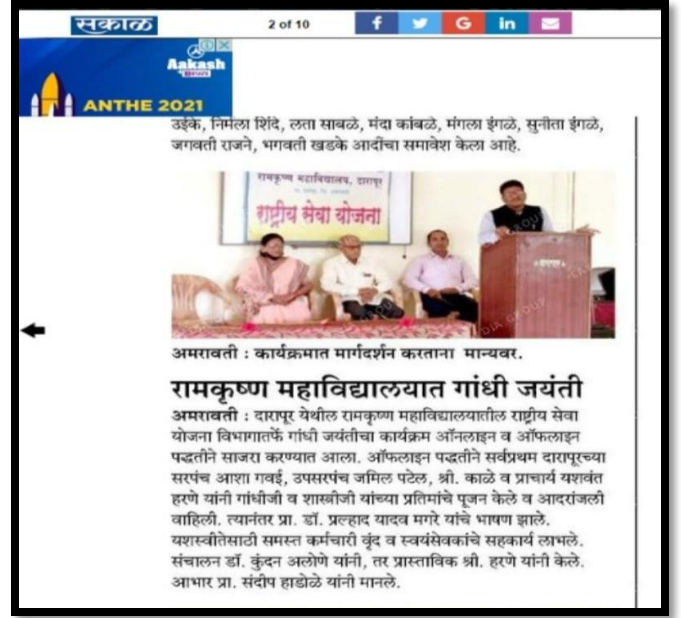 सकाळ
2 of 10
f
G
in
Aakash
ANTHE 2021
उईके, निर्मला शिंदे, लता साबळे, मंदा कांबळे, मंगला इंगळे, सुनीता इंगळे,
जगवती राजने, भगवती खडके आदींचा समावेश केला आहे.
रामकृष्ण महाविद्यालय, दारापूर
राष्ट्रीय सेवा योजना
अमरावती : कार्यक्रमात मार्गदर्शन करताना मान्यवर.
रामकृष्ण महाविद्यालयात गांधी जयंती
अमरावती : दारापूर येथील रामकृष्ण महाविद्यालयातील राष्ट्रीय सेवा
योजना विभागातर्फे गांधी जयंतीचा कार्यक्रम ऑनलाइन व ऑफलाइन
पद्धतीने साजरा करण्यात आला. ऑफलाइन पद्धतीने सर्वप्रथम दारापूरच्या
सरपंच आशा गवई, उपसरपंच जमिल पटेल, श्री. काळे व प्राचार्य यशवंत
हरणे यांनी गांधीजी व शास्त्रीजी यांच्या प्रतिमांचे पूजन केले व आदरांजली
वाहिली. त्यानंतर प्रा. डॉ. प्रल्हाद यादव मगरे यांचे भाषण झाले.
यशस्वीतेसाठी समस्त कर्मचारी वृंद व स्वयंसेवकांचे सहकार्य लाभले.
संचालन डॉ. कुंदन अलोणे यांनी, तर प्रास्ताविक श्री. हरणे यांनी केले.
आभार प्रा. संदीप हाडोळे यांनी मानले.